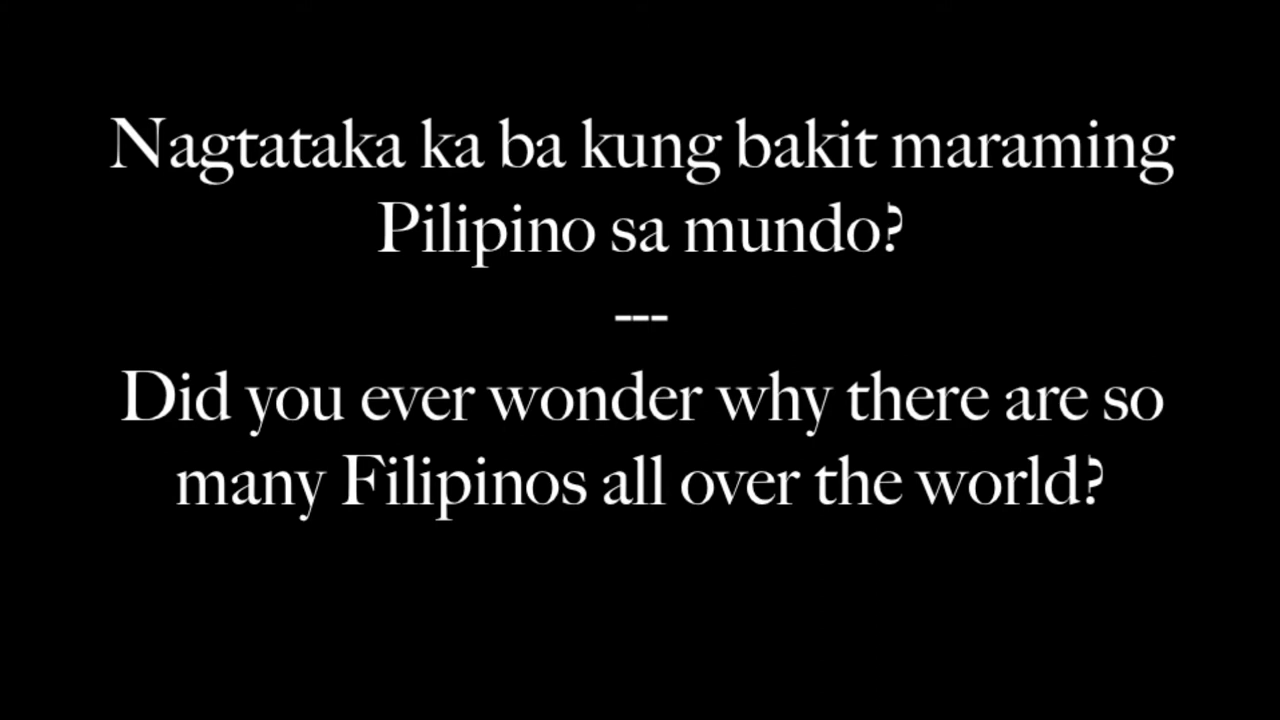 Nagtataka ka ba kung bakit maraming
Pilipino sa mundo?
---
Did you ever wonder why there are so
many Filipinos all over the world?